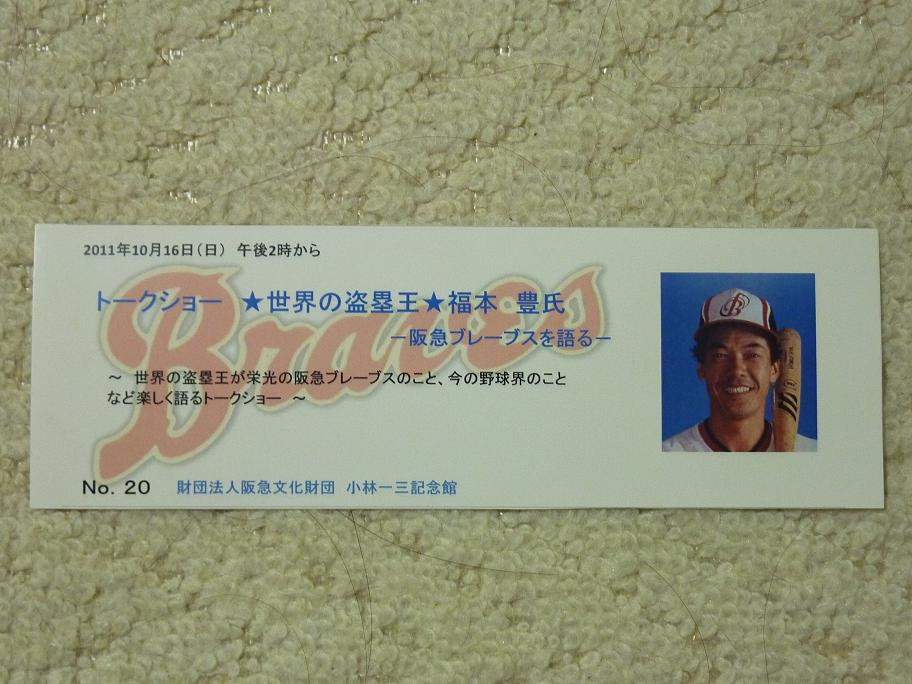 2011年10月16日（日） 午後2時から
Braves
トークショー ★世界の盗塁王★福本 豊氏
－阪急ブレーブスを語る－
～ 世界の盗塁王が栄光の阪急ブレーブスのこと、今の野球界のこと
など楽しく語るトークショー ～
No. 20 財団法人阪急文化財団 小林一三記念館
B